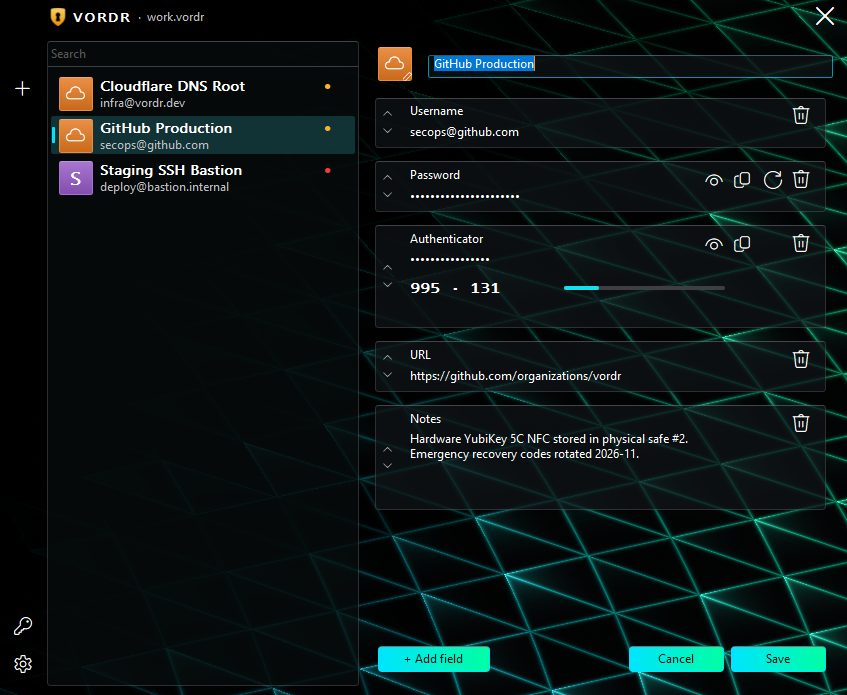 VORDR · work.vordr
Search
Cloudflare DNS Root
infra@vordr.dev
GitHub Production
secops@github.com
S
Staging SSH Bastion
deploy@bastion.internal
GitHub Production
Username
secops@github.com
Password
••••••••••••••••••••••
Authenticator
••••••••••••••••
995 - 131
URL
https://github.com/organizations/vordr
Notes
Hardware YubiKey 5C NFC stored in physical safe #2.
Emergency recovery codes rotated 2026-11.
+ Add field
Cancel
Save